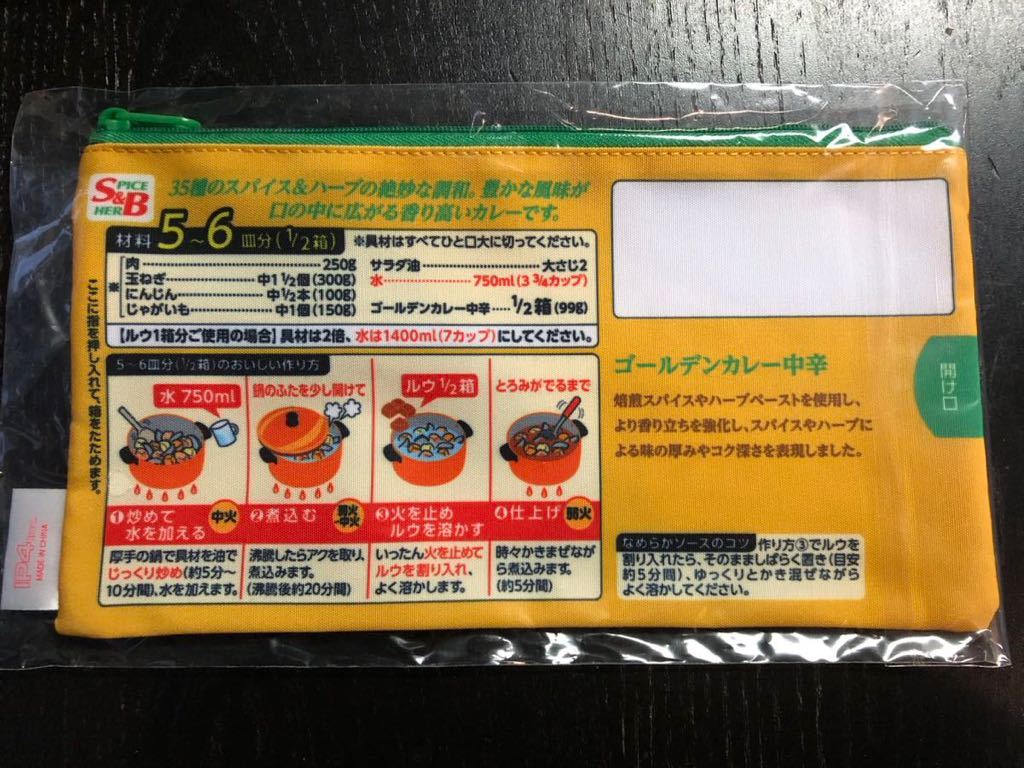 S&B
SPICE
HERB
35種のスパイス&ハーブの絶妙な調和。豊かな風味が
口の中に広がる香り高いカレーです。
材料 5~6皿分(1/2箱) ※具材はすべてひと口大に切ってください。
※
肉 250g
玉ねぎ 中1 1/2個(300g)
にんじん 中1/2本(100g)
じゃがいも 中1個(150g)
サラダ油 大さじ2
水 750ml(3 3/4カップ)
ゴールデンカレー中辛 1/2箱(99g)
【ルウ1箱分ご使用の場合】具材は2倍、水は1400ml(7カップ)にしてください。
ここに指を押し入れて、箱をたたみます。
5~6皿分(1/2箱)のおいしい作り方
水 750ml
①炒めて
水を加える
中火
厚手の鍋で具材を油で
じっくり炒め(約5分~
10分間)、水を加えます。
鍋のふたを少し開けて
②煮込む
弱火
~中火
沸騰したらアクを取り、
煮込みます。
(沸騰後約20分間)
ルウ 1/2箱
③火を止め
ルウを溶かす
いったん火を止めて
ルウを割り入れ、
よく溶かします。
とろみがでるまで
④仕上げ
弱火
時々かきまぜなが
ら煮込みます。
(約5分間)
ゴールデンカレー中辛
焙煎スパイスやハーブペーストを使用し、
より香り立ちを強化し、スパイスやハーブに
よる味の厚みやコク深さを表現しました。
なめらかソースのコツ 作り方③でルウを
割り入れたら、そのまましばらく置き(目安
約5分間)、ゆっくりとかき混ぜながら
よく溶かしてください。
開け口
MADE IN CHINA